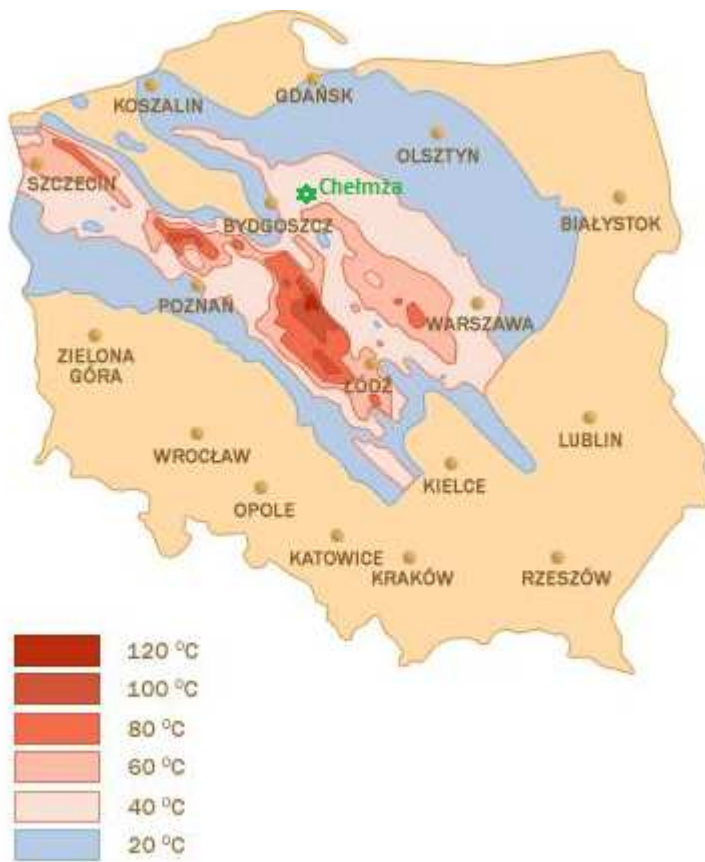 KOSZALIN
GDAŃSK
OLSZTYN
SZCZECIN
Chełmża
BYDGOSZCZ
BIAŁYSTOK
POZNAŃ
WARSZAWA
ZIELONA
GÓRA
ŁÓDŹ
WROCŁAW
LUBLIN
KIELCE
OPOLE
KATOWICE
KRAKÓW
RZESZÓW
120 °C
100 °C
80 °C
60 °C
40 °C
20 °C